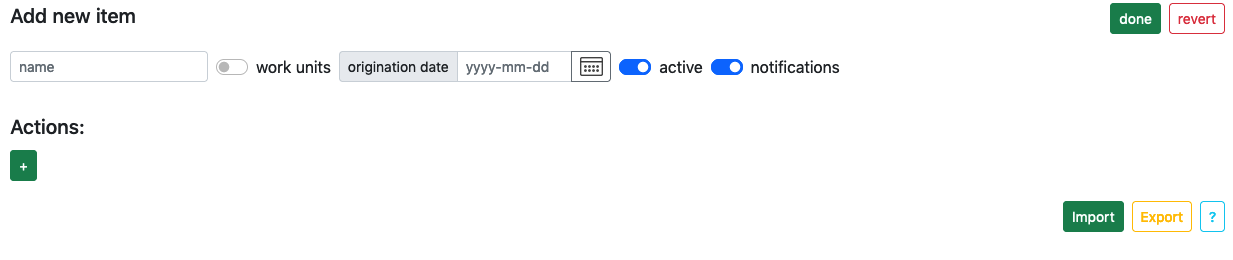 Add new item
done revert
name work units origination date yyyy-mm-dd active notifications
Actions:
+
Import Export ?